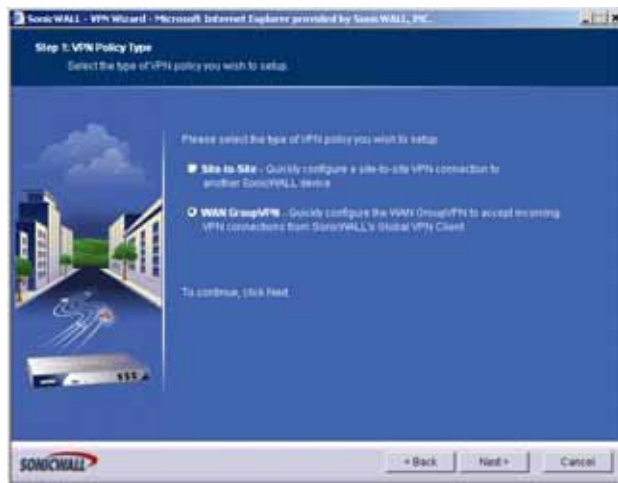 SonicWALL - VPN Wizard - Microsoft Internet Explorer provided by SonicWALL, INC.
Step 1: VPN Policy Type
Select the type of VPN policy you wish to setup.
Please select the type of VPN policy you wish to setup
Site-to-Site - Quickly configure a site-to-site VPN connection to
another SonicWALL device
WAN GroupVPN - Quickly configure the WAN GroupVPN to accept incoming
VPN connections from SonicWALL's Global VPN Client
To continue, click Next
SONICWALL
< Back
Next >
Cancel